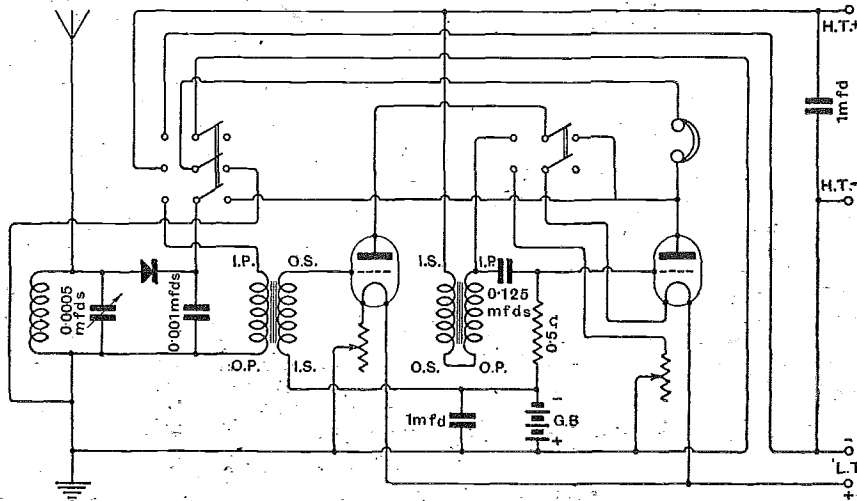 H.T.+
1mfd
H.T.-
I.P.
O.S.
I.S.
I.P.
0.0005 mfds
0.001mfds
0.125
mfds
0.5Ω
O.P.
I.S.
O.S.
O.P.
1mfd
-
G.B
+
-
L.T
+